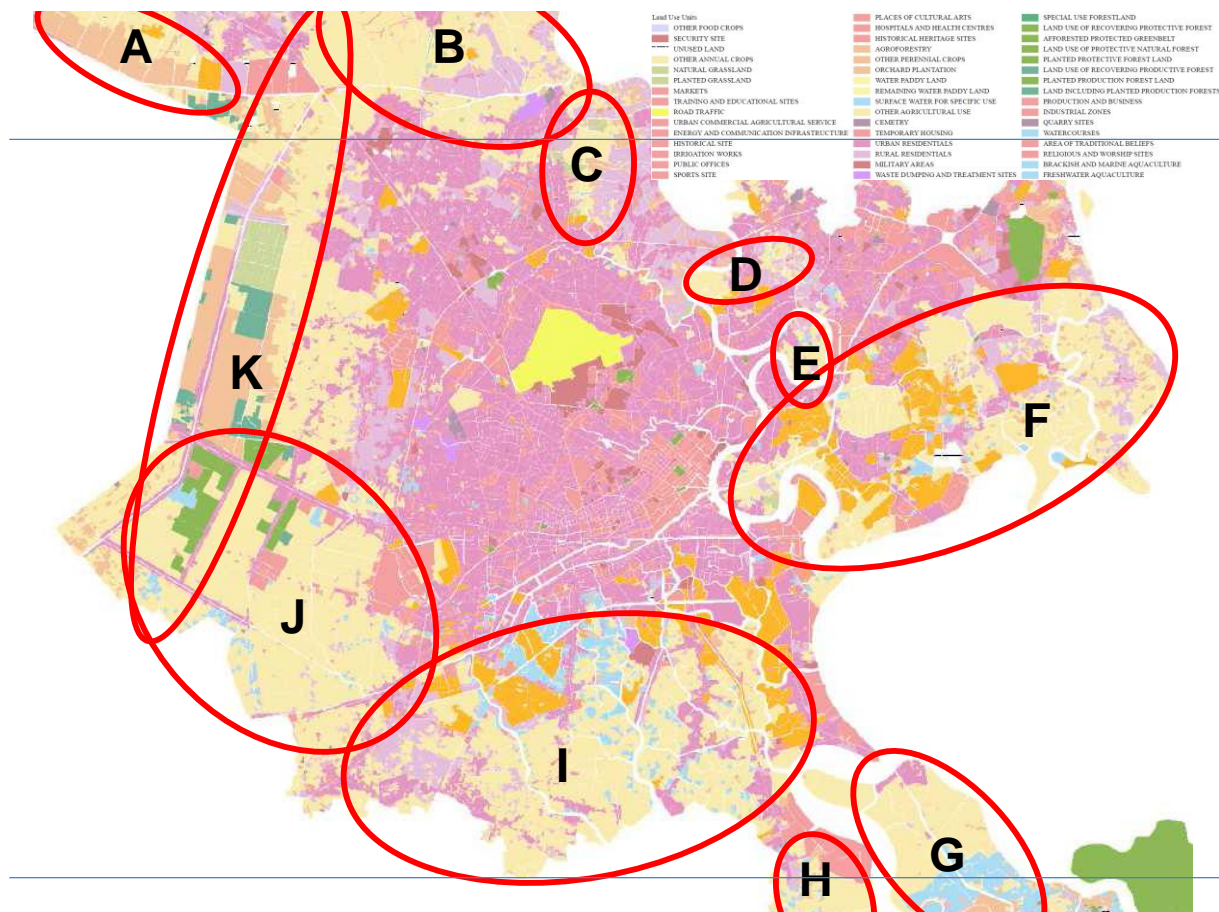 Land Use Units
OTHER FOOD CROPS
SECURITY SITE
UNUSED LAND
OTHER ANNUAL CROPS
NATURAL GRASSLAND
PLANTED GRASSLAND
MARKETS
TRAINING AND EDUCATIONAL SITES
ROAD TRAFFIC
URBAN COMMERCIAL AGRICULTURAL SERVICE
ENERGY AND COMMUNICATION INFRASTRUCTURE
HISTORICAL SITE
IRRIGATION WORKS
PUBLIC OFFICES
SPORTS SITE
PLACES OF CULTURAL ARTS
HOSPITALS AND HEALTH CENTRES
HISTORICAL HERITAGE SITES
AGROFORESTRY
OTHER PERENNIAL CROPS
ORCHARD PLANTATION
WATER PADDY LAND
REMAINING WATER PADDY LAND
SURFACE WATER FOR SPECIFIC USE
OTHER AGRICULTURAL USE
CEMETRY
TEMPORARY HOUSING
URBAN RESIDENTIALS
RURAL RESIDENTIALS
MILITARY AREAS
WASTE DUMPING AND TREATMENT SITES
SPECIAL USE FORESTLAND
LAND USE OF RECOVERING PROTECTIVE FOREST
AFFORESTED PROTECTED GREENBELT
LAND USE OF PROTECTIVE NATURAL FOREST
PLANTED PROTECTIVE FOREST LAND
LAND USE OF RECOVERING PRODUCTIVE FOREST
PLANTED PRODUCTION FOREST LAND
LAND INCLUDING PLANTED PRODUCTION FORESTS
PRODUCTION AND BUSINESS
INDUSTRIAL ZONES
QUARRY SITES
WATERCOURSES
AREA OF TRADITIONAL BELIEFS
RELIGIOUS AND WORSHIP SITES
BRACKISH AND MARINE AQUACULTURE
FRESHWATER AQUACULTURE
A
B
C
D
E
K
F
J
I
G
H